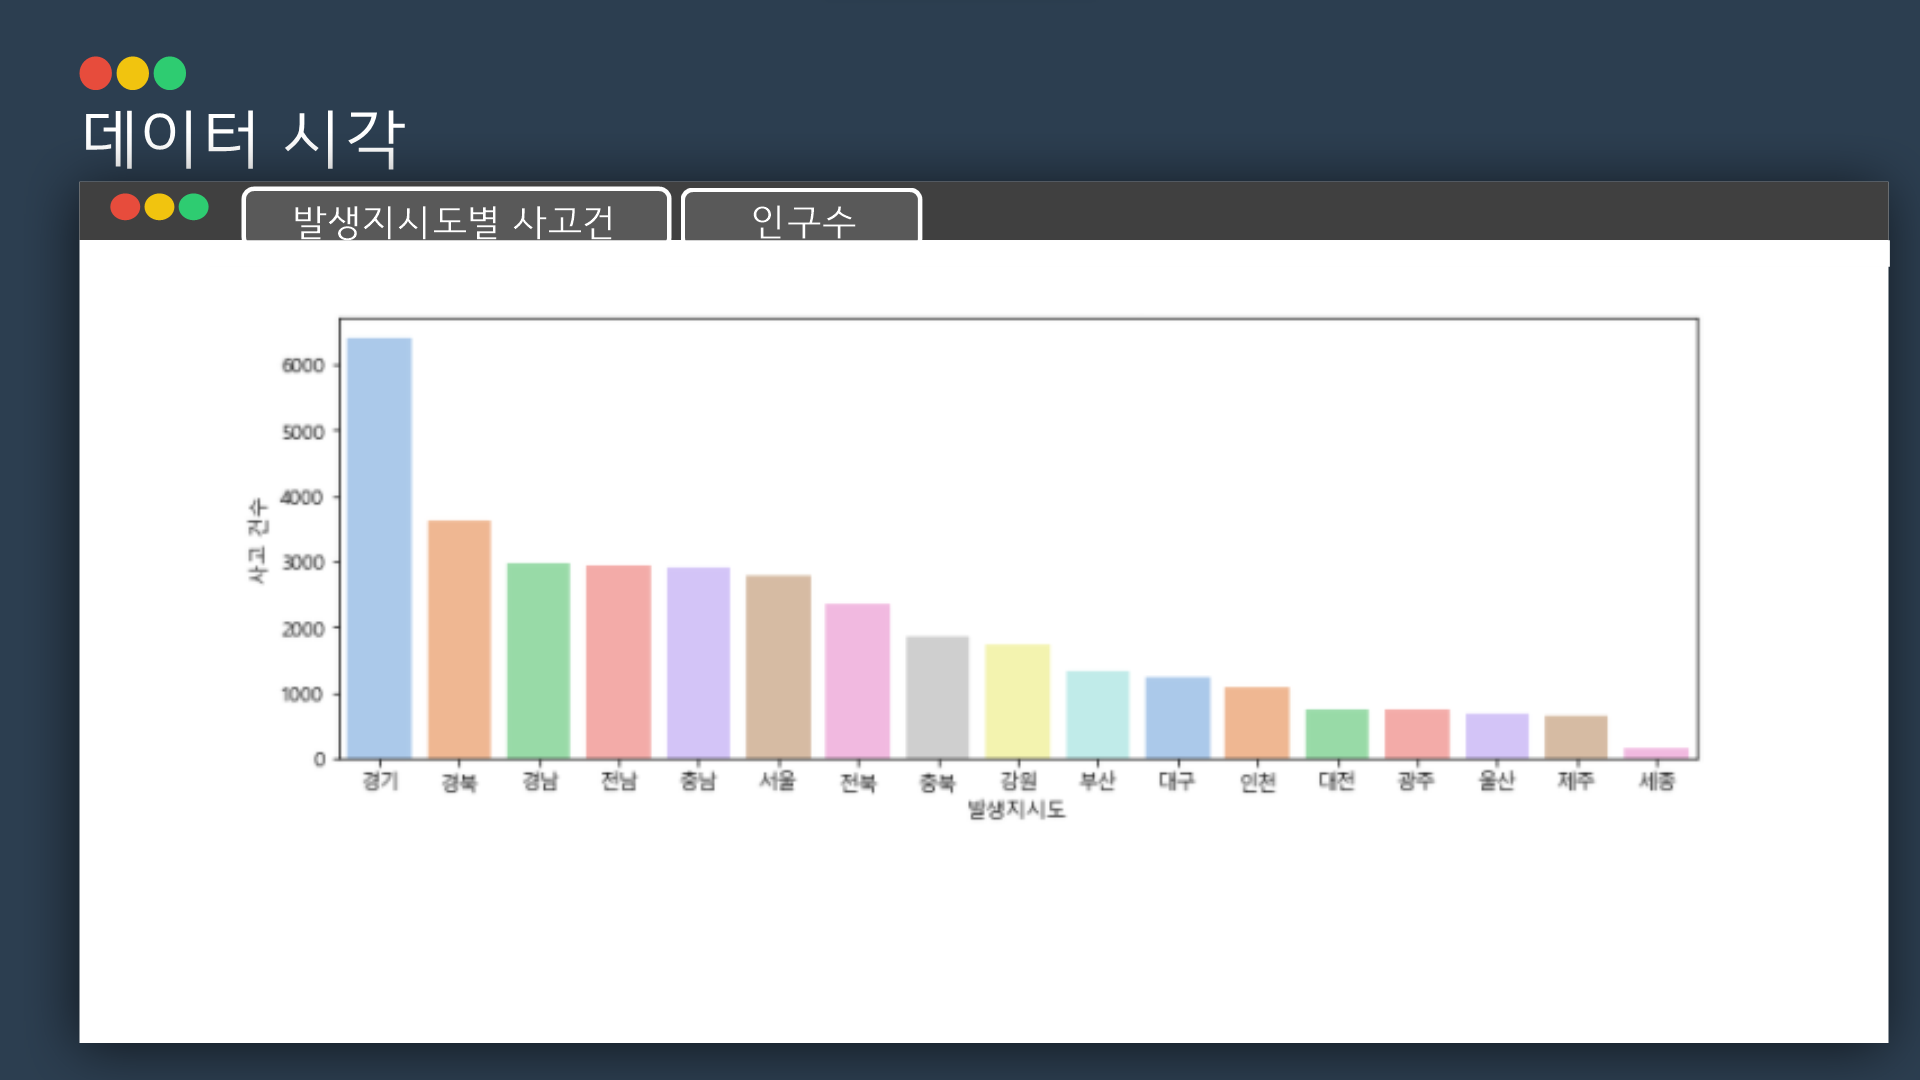 데이터 시각
발생지시도별 사고건
인구수
6000
5000
4000
3000
2000
1000
0
사고 건수
경기 경북 경남 전남 충남 서울 전북 충북 강원 부산 대구 인천 대전 광주 울산 제주 세종
발생지시도